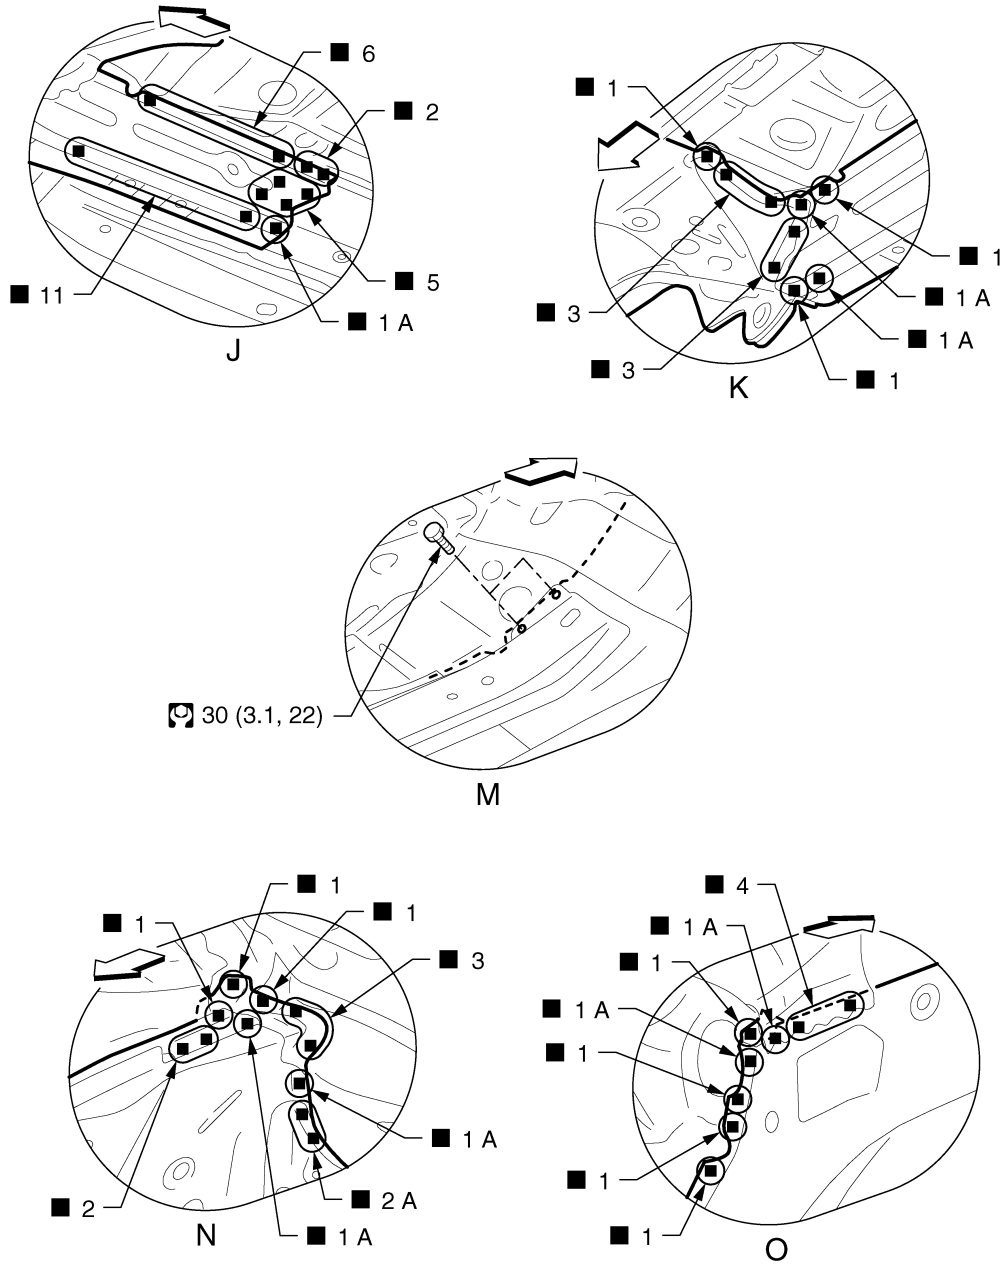 ■ 6
■ 2
■ 11
■ 5
■ 1 A
J
■ 1
■ 1
■ 1 A
■ 3
■ 1 A
■ 3
■ 1
K
30 (3.1, 22)
M
■ 1
■ 1
■ 1
■ 3
■ 1 A
■ 2 A
■ 2
■ 1 A
N
■ 4
■ 1 A
■ 1
■ 1 A
■ 1
■ 1
■ 1
O